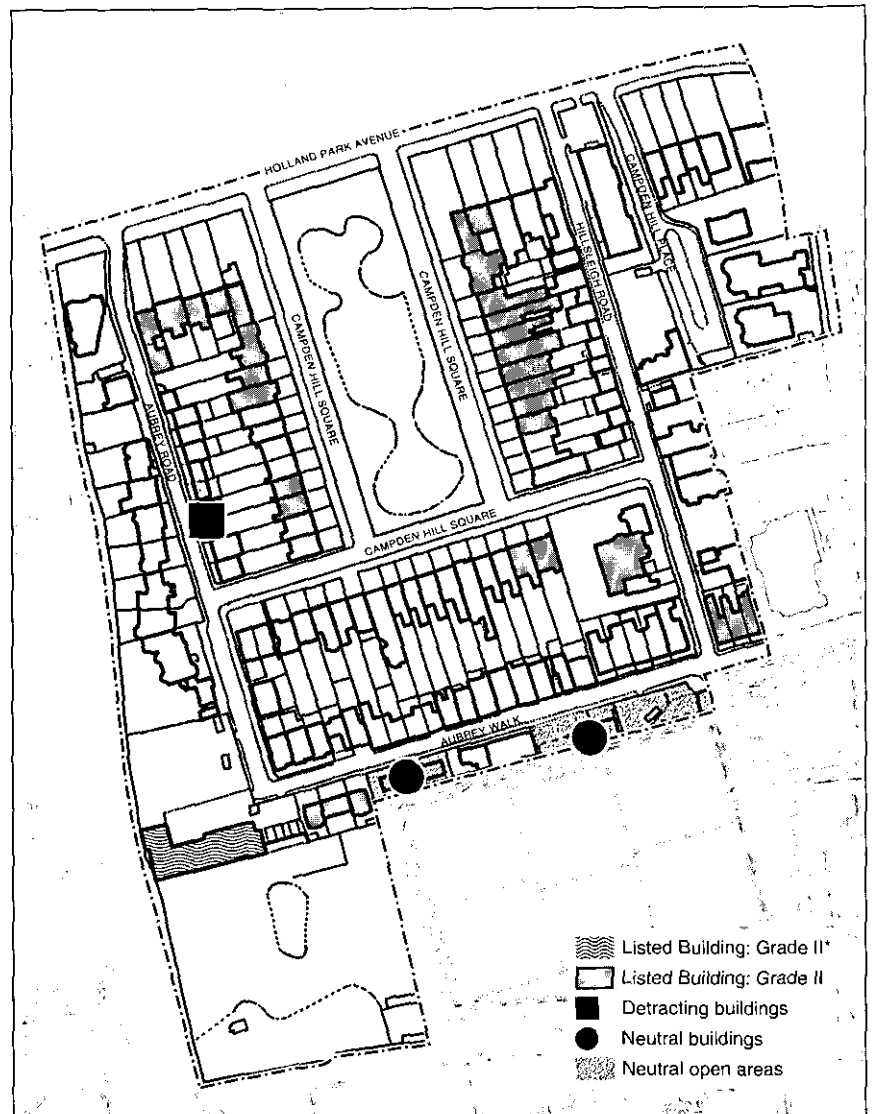 HOLLAND PARK AVENUE
CAMPDEN HILL PLACE
HILLSLEIGH ROAD
CAMPDEN HILL SQUARE
CAMPDEN HILL SQUARE
AUBREY ROAD
CAMPDEN HILL SQUARE
AUBREY WALK
Listed Building: Grade II*
Listed Building: Grade II
Detracting buildings
Neutral buildings
Neutral open areas